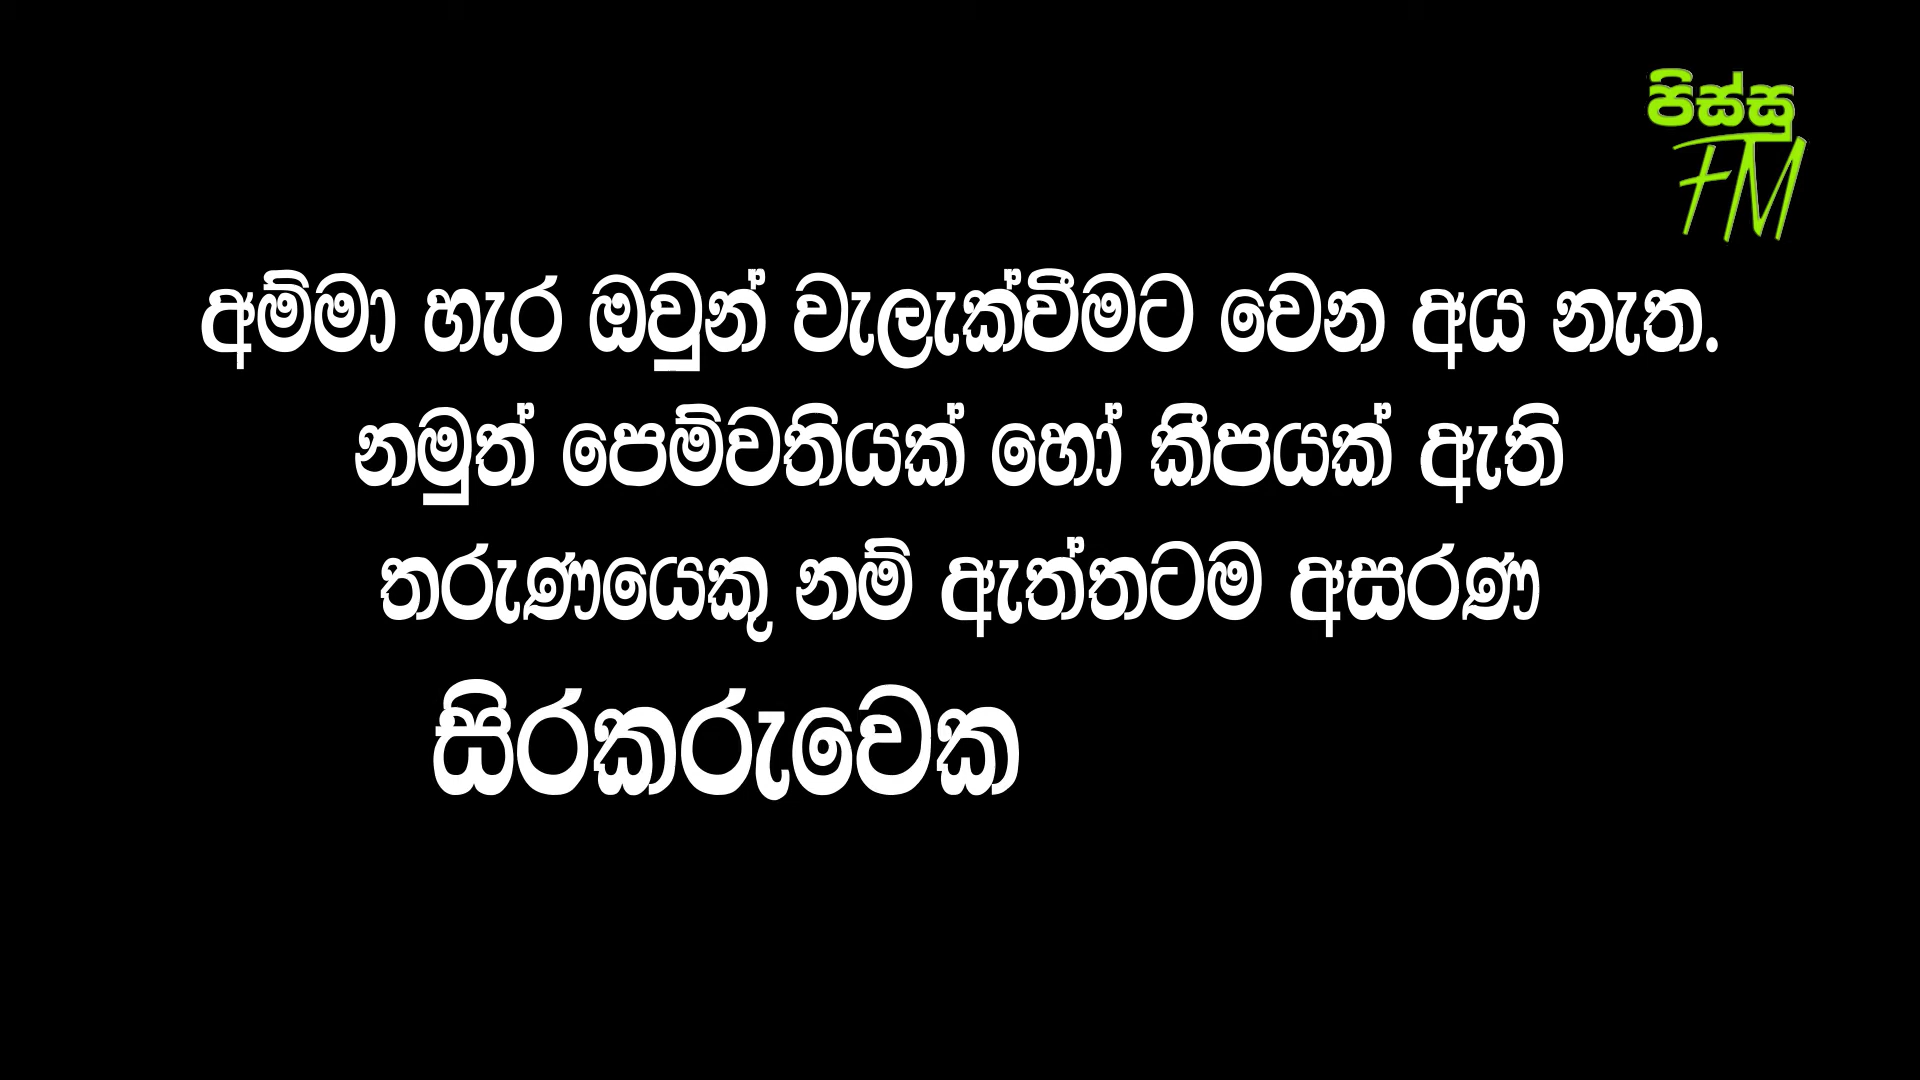 පිස්සු
FM
අම්මා හැර ඔවුන් වැලැක්වීමට වෙන අය නැත.
නමුත් පෙම්වතියක් හෝ කීපයක් ඇති
තරුණයෙකු නම් ඇත්තටම අසරණ
සිරකරුවෙක